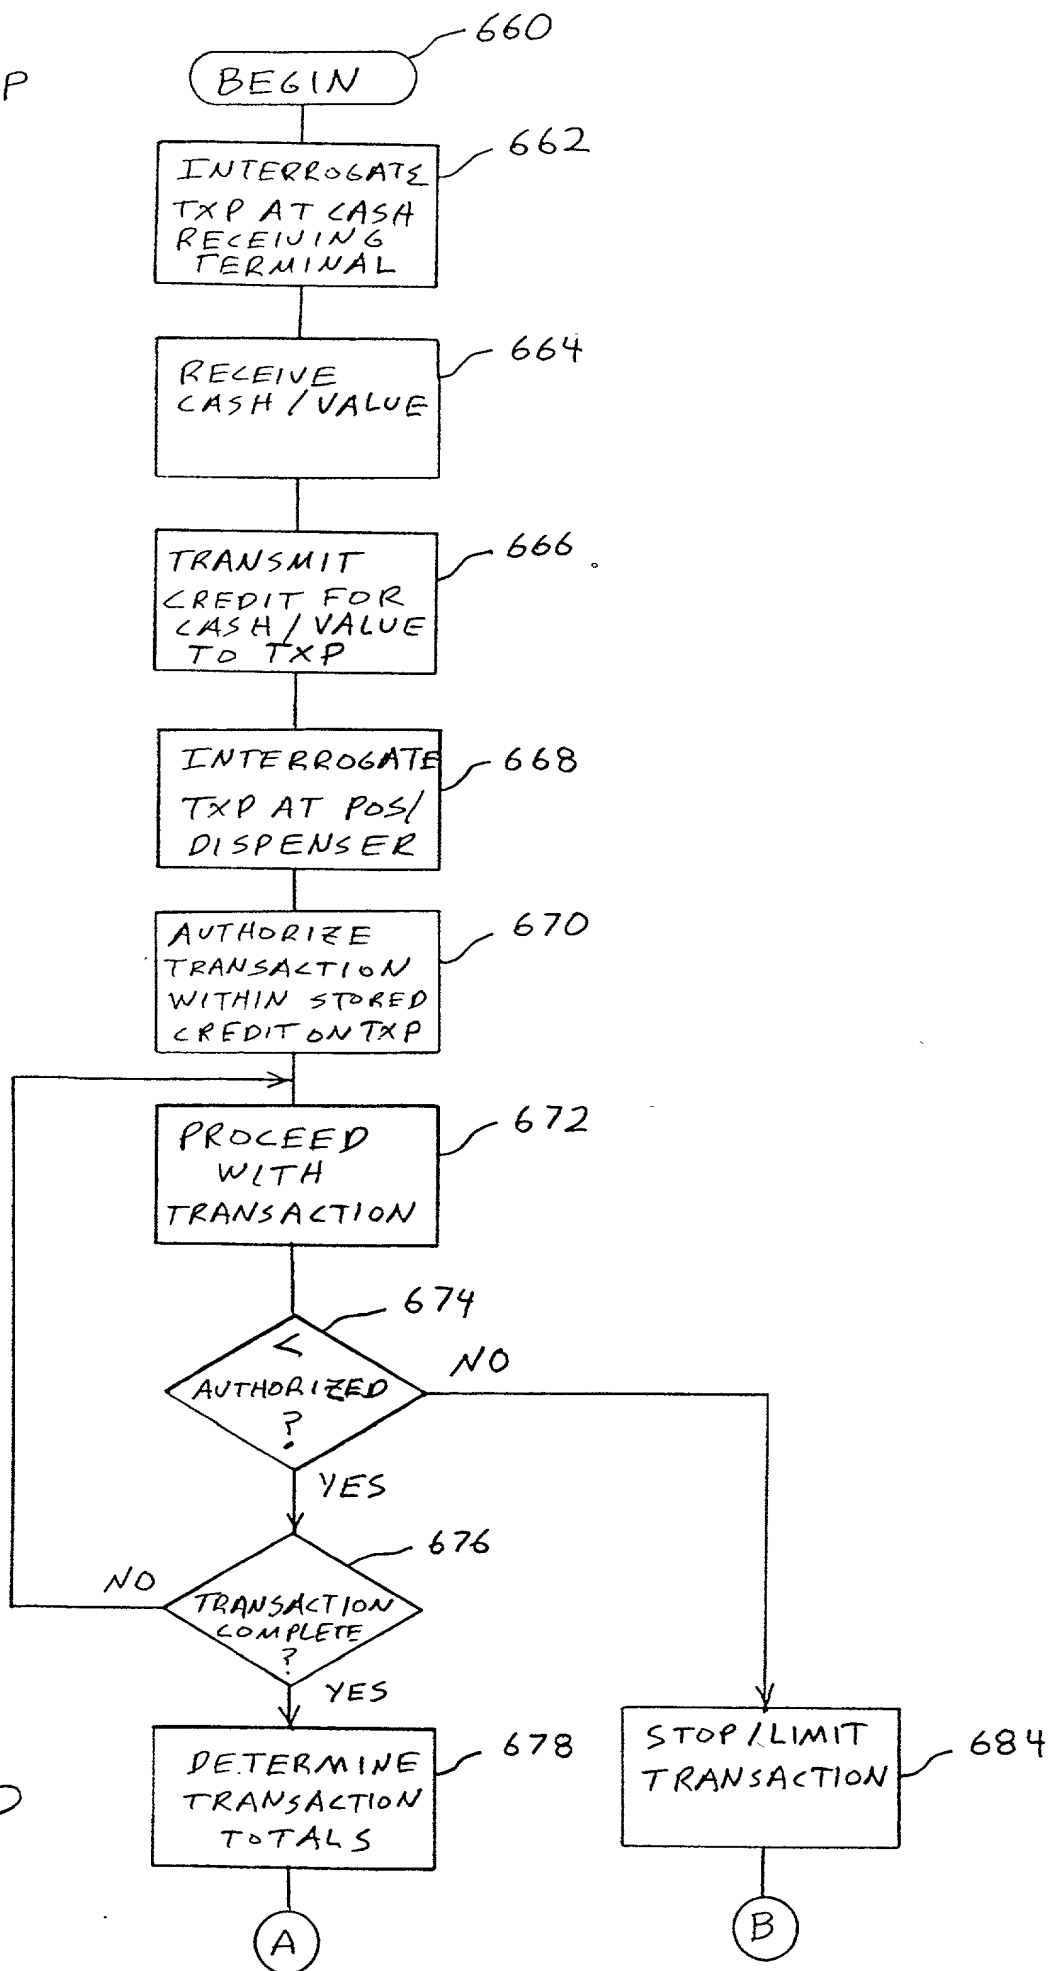 660
P
BEGIN
662
INTERROGATE
TXP AT CASH
RECEIVING
TERMINAL
664
RECEIVE
CASH/VALUE
666
TRANSMIT
CREDIT FOR
CASH/VALUE
TO TXP
668
INTERROGATE
TXP AT POS/
DISPENSER
670
AUTHORIZE
TRANSACTION
WITHIN STORED
CREDIT ON TXP
672
PROCEED
WITH
TRANSACTION
674
<
AUTHORIZED
?
NO
YES
676
NO
TRANSACTION
COMPLETE
?
YES
678
DETERMINE
TRANSACTION
TOTALS
684
STOP/LIMIT
TRANSACTION
A
B